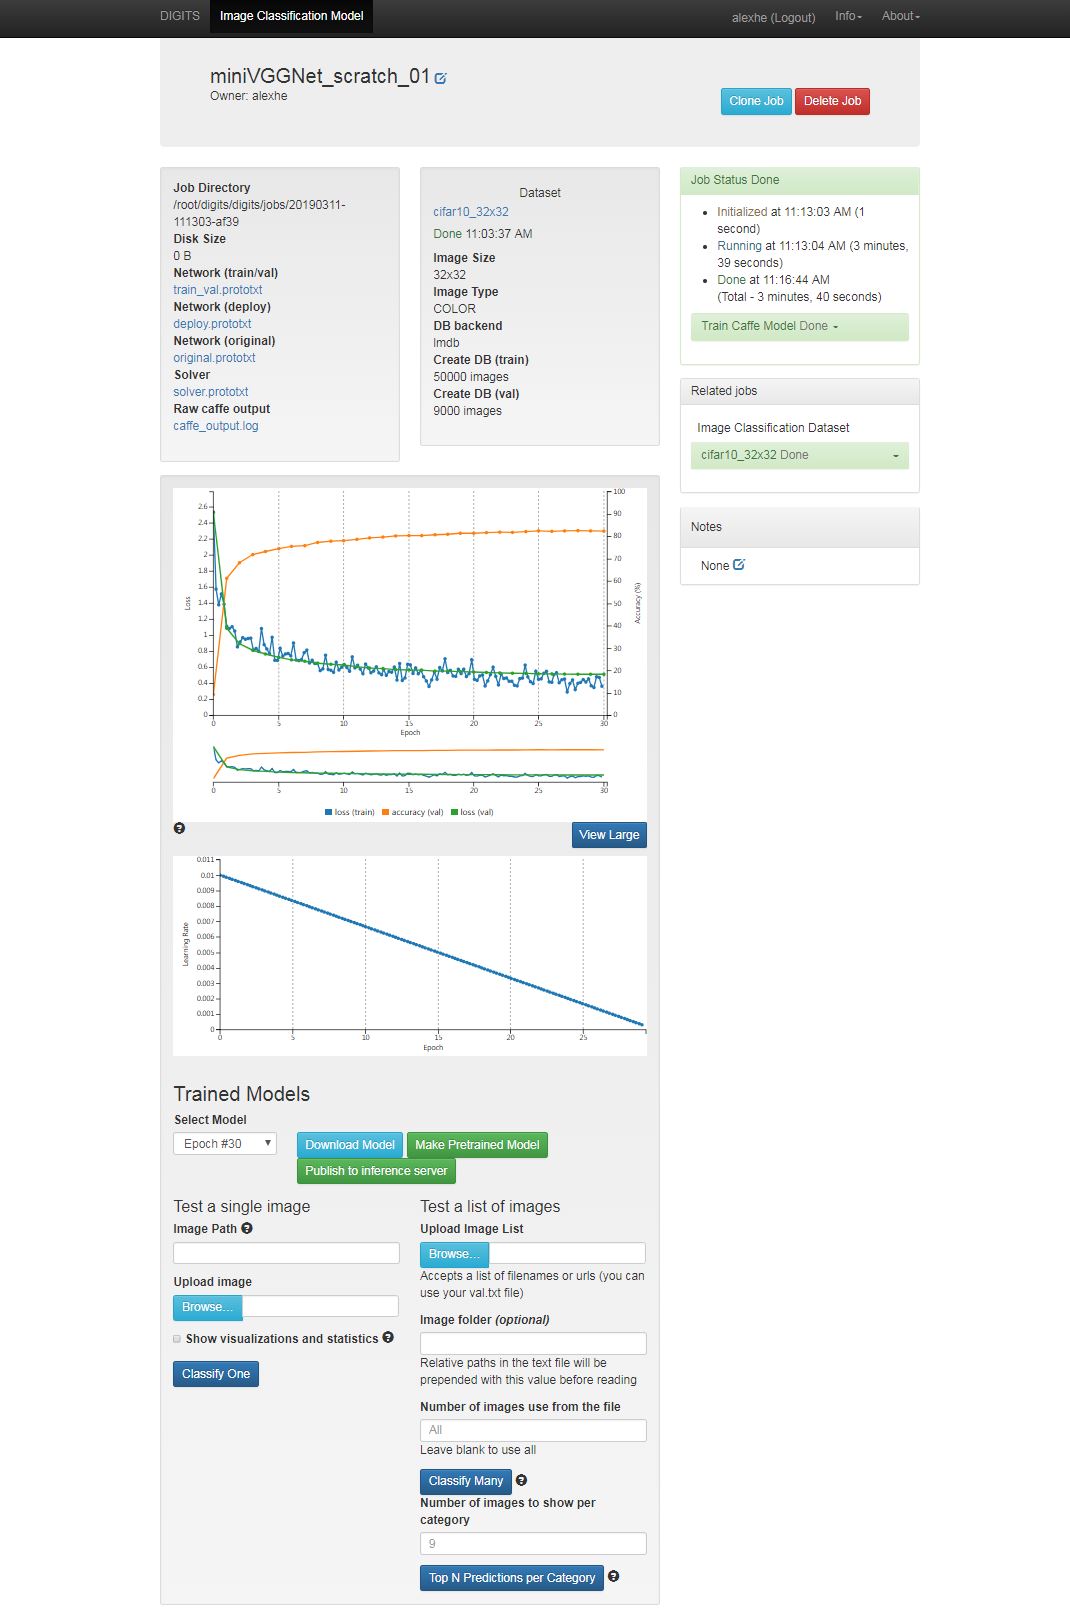 DIGITS Image Classification Model alexhe (Logout) Info About
miniVGGNet_scratch_01
Owner: alexhe
Clone Job Delete Job
Job Directory
/root/digits/digits/jobs/20190311-
111303-af39
Disk Size
0 B
Network (train/val)
train_val.prototxt
Network (deploy)
deploy.prototxt
Network (original)
original.prototxt
Solver
solver.prototxt
Raw caffe output
caffe_output.log
Dataset
cifar10_32x32
Done 11:03:37 AM
Image Size
32x32
Image Type
COLOR
DB backend
lmdb
Create DB (train)
50000 images
Create DB (val)
9000 images
Job Status Done
Initialized at 11:13:03 AM (1
second)
Running at 11:13:04 AM (3 minutes,
39 seconds)
Done at 11:16:44 AM
(Total - 3 minutes, 40 seconds)
Train Caffe Model Done
Related jobs
Image Classification Dataset
cifar10_32x32 Done
Notes
None
2.6
2.4
2.2
2
1.8
1.6
1.4
1.2
1
0.8
0.6
0.4
0.2
0
Loss
100
90
80
70
60
50
40
30
20
10
0
Accuracy (%)
0 5 10 15 20 25 30
Epoch
0 5 10 15 20 25 30
loss (train) accuracy (val) loss (val)
View Large
0.011
0.01
0.009
0.008
0.007
0.006
0.005
0.004
0.003
0.002
0.001
0
Learning Rate
0 5 10 15 20 25
Epoch
Trained Models
Select Model
Epoch #30
Download Model Make Pretrained Model
Publish to inference server
Test a single image
Image Path
Upload image
Browse...
Show visualizations and statistics
Classify One
Test a list of images
Upload Image List
Browse...
Accepts a list of filenames or urls (you can
use your val.txt file)
Image folder (optional)
Relative paths in the text file will be
prepended with this value before reading
Number of images use from the file
All
Leave blank to use all
Classify Many
Number of images to show per
category
9
Top N Predictions per Category